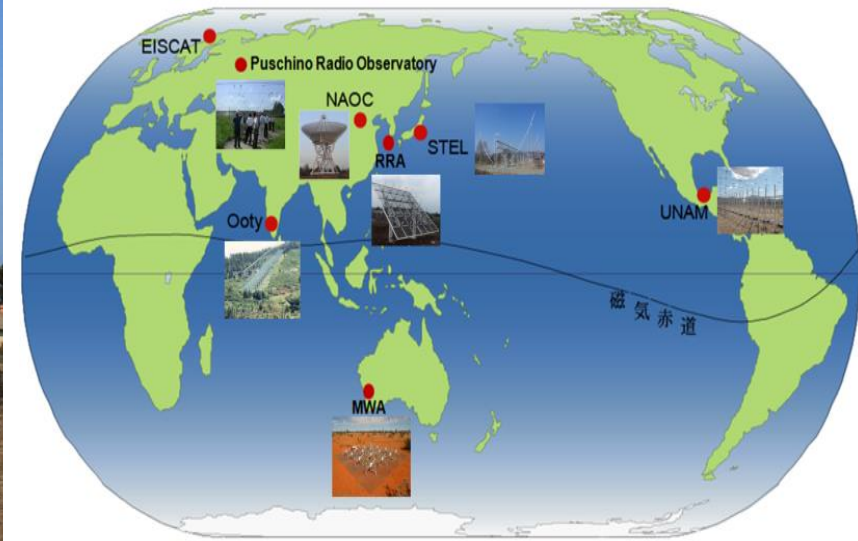 EISCAT
Puschino Radio Observatory
NAOC
STEL
RRA
UNAM
Ooty
磁気赤道
MWA